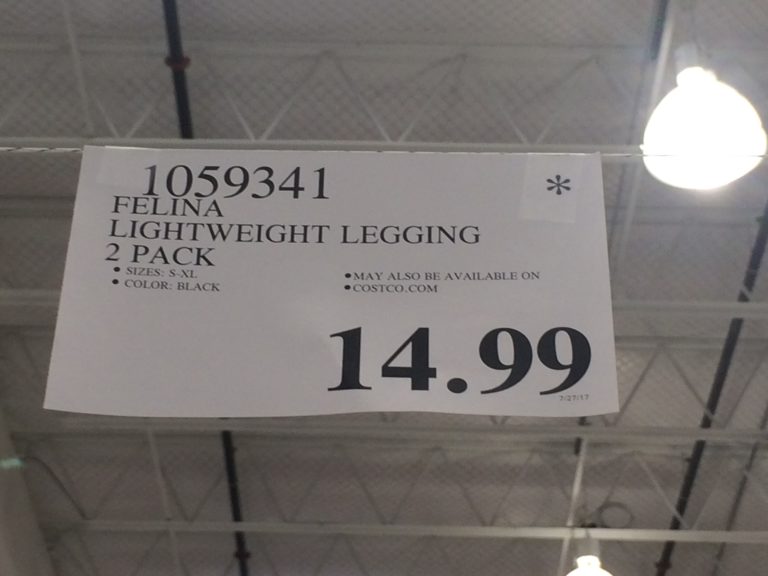 1059341
*
FELINA
LIGHTWEIGHT LEGGING
2 PACK
• SIZES: S-XL
• COLOR: BLACK
• MAY ALSO BE AVAILABLE ON
• COSTCO.COM
14.99
7/27/17